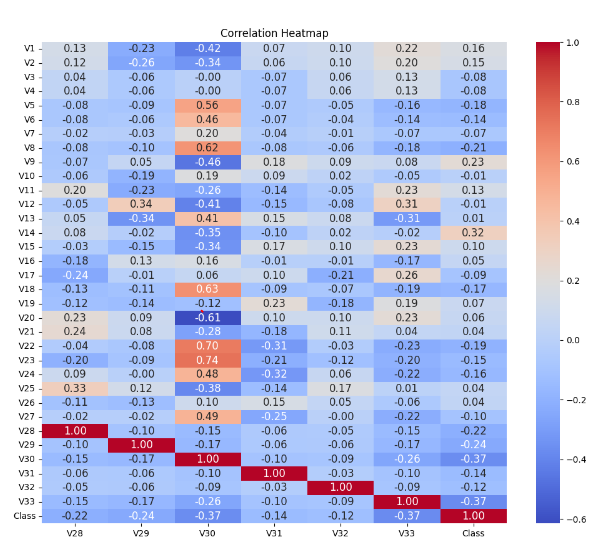 Correlation Heatmap
V1 0.13 -0.23 -0.42 0.07 0.10 0.22 0.16
V2 0.12 -0.26 -0.34 0.06 0.10 0.20 0.15
V3 0.04 -0.06 -0.00 -0.07 0.06 0.13 -0.08
V4 0.04 -0.06 -0.00 -0.07 0.06 0.13 -0.08
V5 -0.08 -0.09 0.56 -0.07 -0.05 -0.16 -0.18
V6 -0.08 -0.06 0.46 -0.07 -0.04 -0.14 -0.14
V7 -0.02 -0.03 0.20 -0.04 -0.01 -0.07 -0.07
V8 -0.08 -0.10 0.62 -0.08 -0.06 -0.18 -0.21
V9 -0.07 0.05 -0.46 0.18 0.09 0.08 0.23
V10 -0.06 -0.19 0.19 0.09 0.02 -0.05 -0.01
V11 0.20 -0.23 -0.26 -0.14 -0.05 0.23 0.13
V12 -0.05 0.34 -0.41 -0.15 -0.08 0.31 -0.01
V13 0.05 -0.34 0.41 0.15 0.08 -0.31 0.01
V14 0.08 -0.02 -0.35 -0.10 0.02 -0.02 0.32
V15 -0.03 -0.15 -0.34 0.17 0.10 0.23 0.10
V16 -0.18 0.13 0.16 -0.01 -0.01 -0.17 0.05
V17 -0.24 -0.01 0.06 0.10 -0.21 0.26 -0.09
V18 -0.13 -0.11 0.63 -0.09 -0.07 -0.19 -0.17
V19 -0.12 -0.14 -0.12 0.23 -0.18 0.19 0.07
V20 0.23 0.09 -0.61 0.10 0.10 0.23 0.06
V21 0.24 0.08 -0.28 -0.18 0.11 0.04 0.04
V22 -0.04 -0.08 0.70 -0.31 -0.03 -0.23 -0.19
V23 -0.20 -0.09 0.74 -0.21 -0.12 -0.20 -0.15
V24 0.09 -0.00 0.48 -0.32 0.06 -0.22 -0.16
V25 0.33 0.12 -0.38 -0.14 0.17 0.01 0.04
V26 -0.11 -0.13 0.10 0.15 0.05 -0.06 0.04
V27 -0.02 -0.02 0.49 -0.25 -0.00 -0.22 -0.10
V28 1.00 -0.10 -0.15 -0.06 -0.05 -0.15 -0.22
V29 -0.10 1.00 -0.17 -0.06 -0.06 -0.17 -0.24
V30 -0.15 -0.17 1.00 -0.10 -0.09 -0.26 -0.37
V31 -0.06 -0.06 -0.10 1.00 -0.03 -0.10 -0.14
V32 -0.05 -0.06 -0.09 -0.03 1.00 -0.09 -0.12
V33 -0.15 -0.17 -0.26 -0.10 -0.09 1.00 -0.37
Class -0.22 -0.24 -0.37 -0.14 -0.12 -0.37 1.00
V28 V29 V30 V31 V32 V33 Class
1.0
0.8
0.6
0.4
0.2
0.0
−0.2
−0.4
−0.6